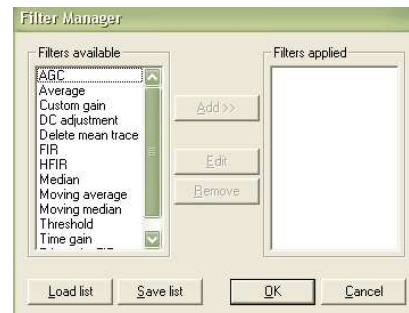 Filter Manager
Filters available
AGC
Average
Custom gain
DC adjustment
Delete mean trace
FIR
HFIR
Median
Moving average
Moving median
Threshold
Time gain
Add >>
Edit
Remove
Filters applied
Load list
Save list
OK
Cancel